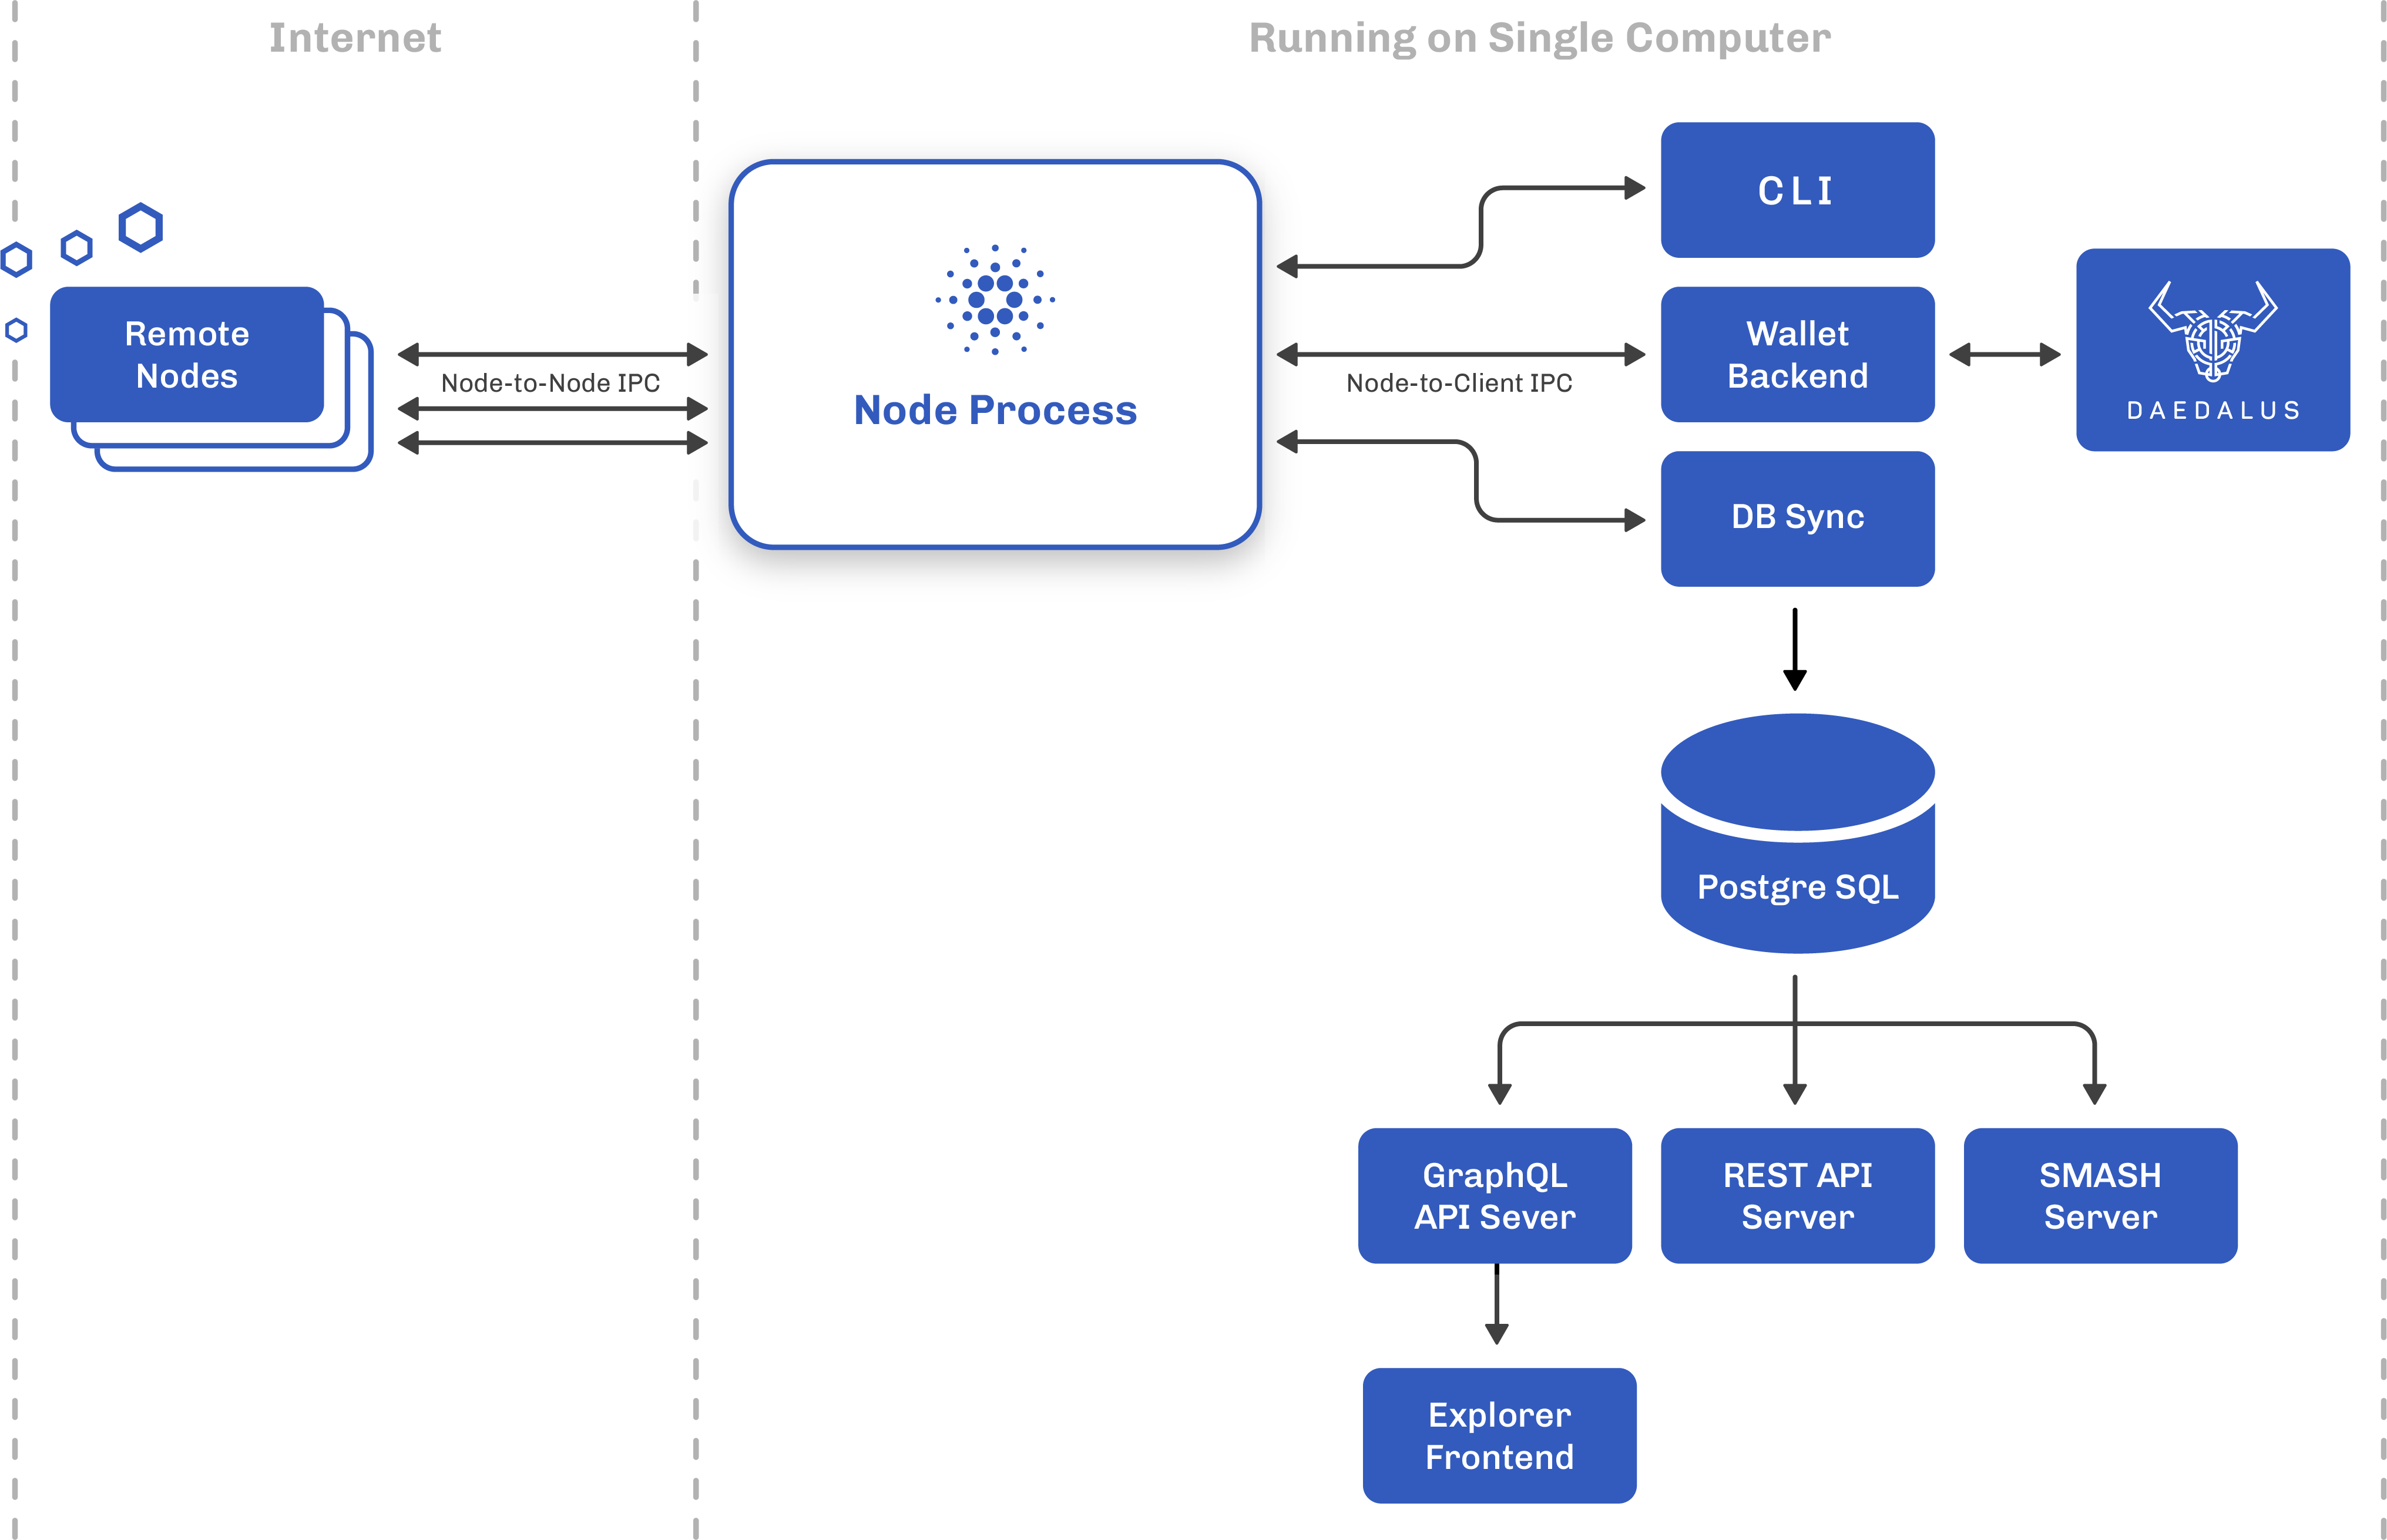 Internet
Running on Single Computer
CLI
Remote
Nodes
Node-to-Node IPC
Node Process
Node-to-Client IPC
Wallet
Backend
DAEDALUS
DB Sync
Postgre SQL
GraphQL
API Sever
REST API
Server
SMASH
Server
Explorer
Frontend